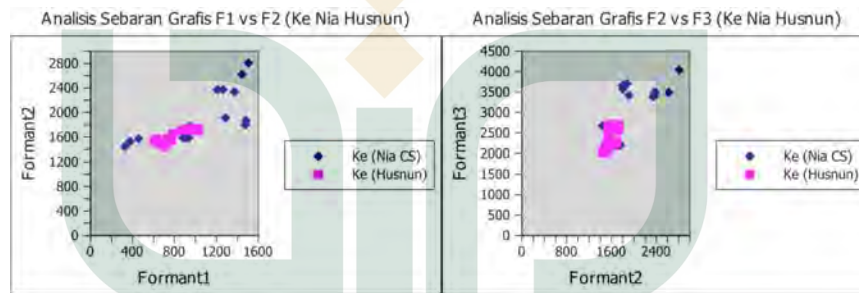 Analisis Sebaran Grafis F1 vs F2 (Ke Nia Husnun)
Formant2
2800
2400
2000
1600
1200
800
400
0
0 400 800 1200 1600
Formant1
Ke (Nia CS)
Ke (Husnun)
Analisis Sebaran Grafis F2 vs F3 (Ke Nia Husnun)
Formant3
4500
4000
3500
3000
2500
2000
1500
1000
500
0
0 800 1600 2400
Formant2
Ke (Nia CS)
Ke (Husnun)